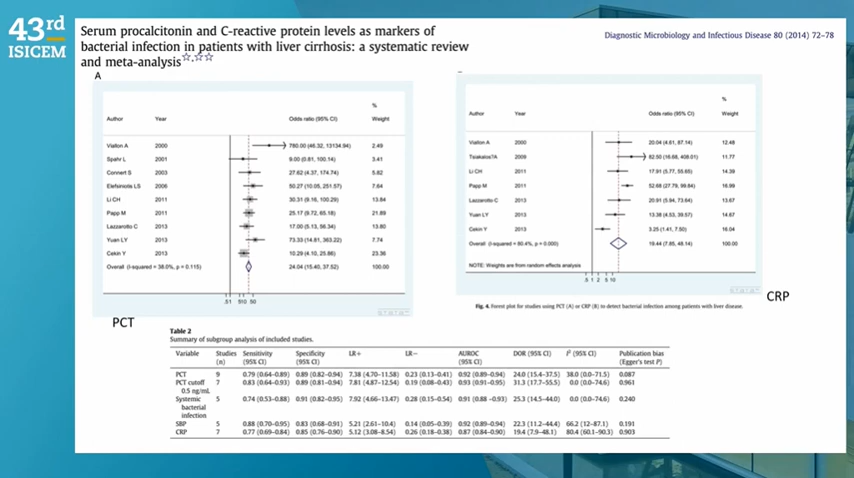 43rd
ISICEM
Serum procalcitonin and C-reactive protein levels as markers of
bacterial infection in patients with liver cirrhosis: a systematic review
and meta-analysis☆,☆☆
Diagnostic Microbiology and Infectious Disease 80 (2014) 72–78
A
%
Author Year Odds ratio (95% CI) Weight
Viallon A 2000 780.00 (46.32, 13134.94) 2.49
Spahr L 2001 9.00 (0.81, 100.14) 3.41
Connert S 2003 27.62 (4.37, 174.74) 5.82
Elefsiniotis I.S 2006 50.27 (10.05, 251.57) 7.64
Li CH 2011 30.31 (9.16, 100.29) 13.84
Papp M 2011 25.17 (9.72, 65.18) 21.89
Lazzarotto C 2013 17.00 (5.13, 56.34) 13.80
Yuan LY 2013 73.33 (14.81, 363.22) 7.74
Cekin Y 2013 10.29 (4.10, 25.86) 23.36
Overall (I-squared = 38.0%, p = 0.115) 24.04 (15.40, 37.52) 100.00
.5 1 5 10 50
PCT
%
Author Year Odds ratio (95% CI) Weight
Viallon A 2000 20.04 (4.61, 87.14) 12.48
Tsiakalos?A 2009 82.50 (16.68, 408.01) 11.77
Li CH 2011 17.91 (5.77, 55.65) 14.39
Papp M 2011 52.68 (27.79, 99.84) 16.99
Lazzarotto C 2013 20.91 (5.94, 73.64) 13.67
Yuan LY 2013 13.38 (4.53, 39.57) 14.67
Cekin Y 2013 3.25 (1.41, 7.50) 16.04
Overall (I-squared = 80.4%, p = 0.000) 19.44 (7.85, 48.14) 100.00
NOTE: Weights are from random effects analysis
.5 1 2 5 10
CRP
Fig. 4. Forest plot for studies using PCT (A) or CRP (B) to detect bacterial infection among patients with liver disease.
Table 2
Summary of subgroup analysis of included studies.
Variable Studies Sensitivity Specificity LR+ LR− AUROC DOR (95% CI) I² (95% CI) Publication bias
(n) (95% CI) (95% CI) (95% CI) (Egger's test P)
PCT 9 0.79 (0.64–0.89) 0.89 (0.82–0.94) 7.38 (4.70–11.58) 0.23 (0.13–0.41) 0.92 (0.89–0.94) 24.0 (15.4–37.5) 38.0 (0.0–71.5) 0.087
PCT cutoff 7 0.83 (0.64–0.93) 0.89 (0.81–0.94) 7.81 (4.87–12.54) 0.19 (0.08–0.43) 0.93 (0.91–0.95) 31.3 (17.7–55.5) 0.0 (0.0–74.6) 0.961
0.5 ng/mL
Systemic 5 0.74 (0.53–0.88) 0.91 (0.82–0.95) 7.92 (4.66–13.47) 0.28 (0.15–0.54) 0.91 (0.88 –0.93) 25.3 (14.5–44.0) 0.0 (0.0–74.6) 0.240
bacterial
infection
SBP 5 0.88 (0.70–0.95) 0.83 (0.68–0.91) 5.21 (2.61–10.4) 0.14 (0.05–0.39) 0.92 (0.89–0.94) 22.3 (11.2–44.4) 66.2 (12–87.1) 0.191
CRP 7 0.77 (0.69–0.84) 0.85 (0.76–0.90) 5.12 (3.08–8.54) 0.26 (0.18–0.38) 0.87 (0.84–0.90) 19.4 (7.9–48.1) 80.4 (60.1–90.3) 0.903